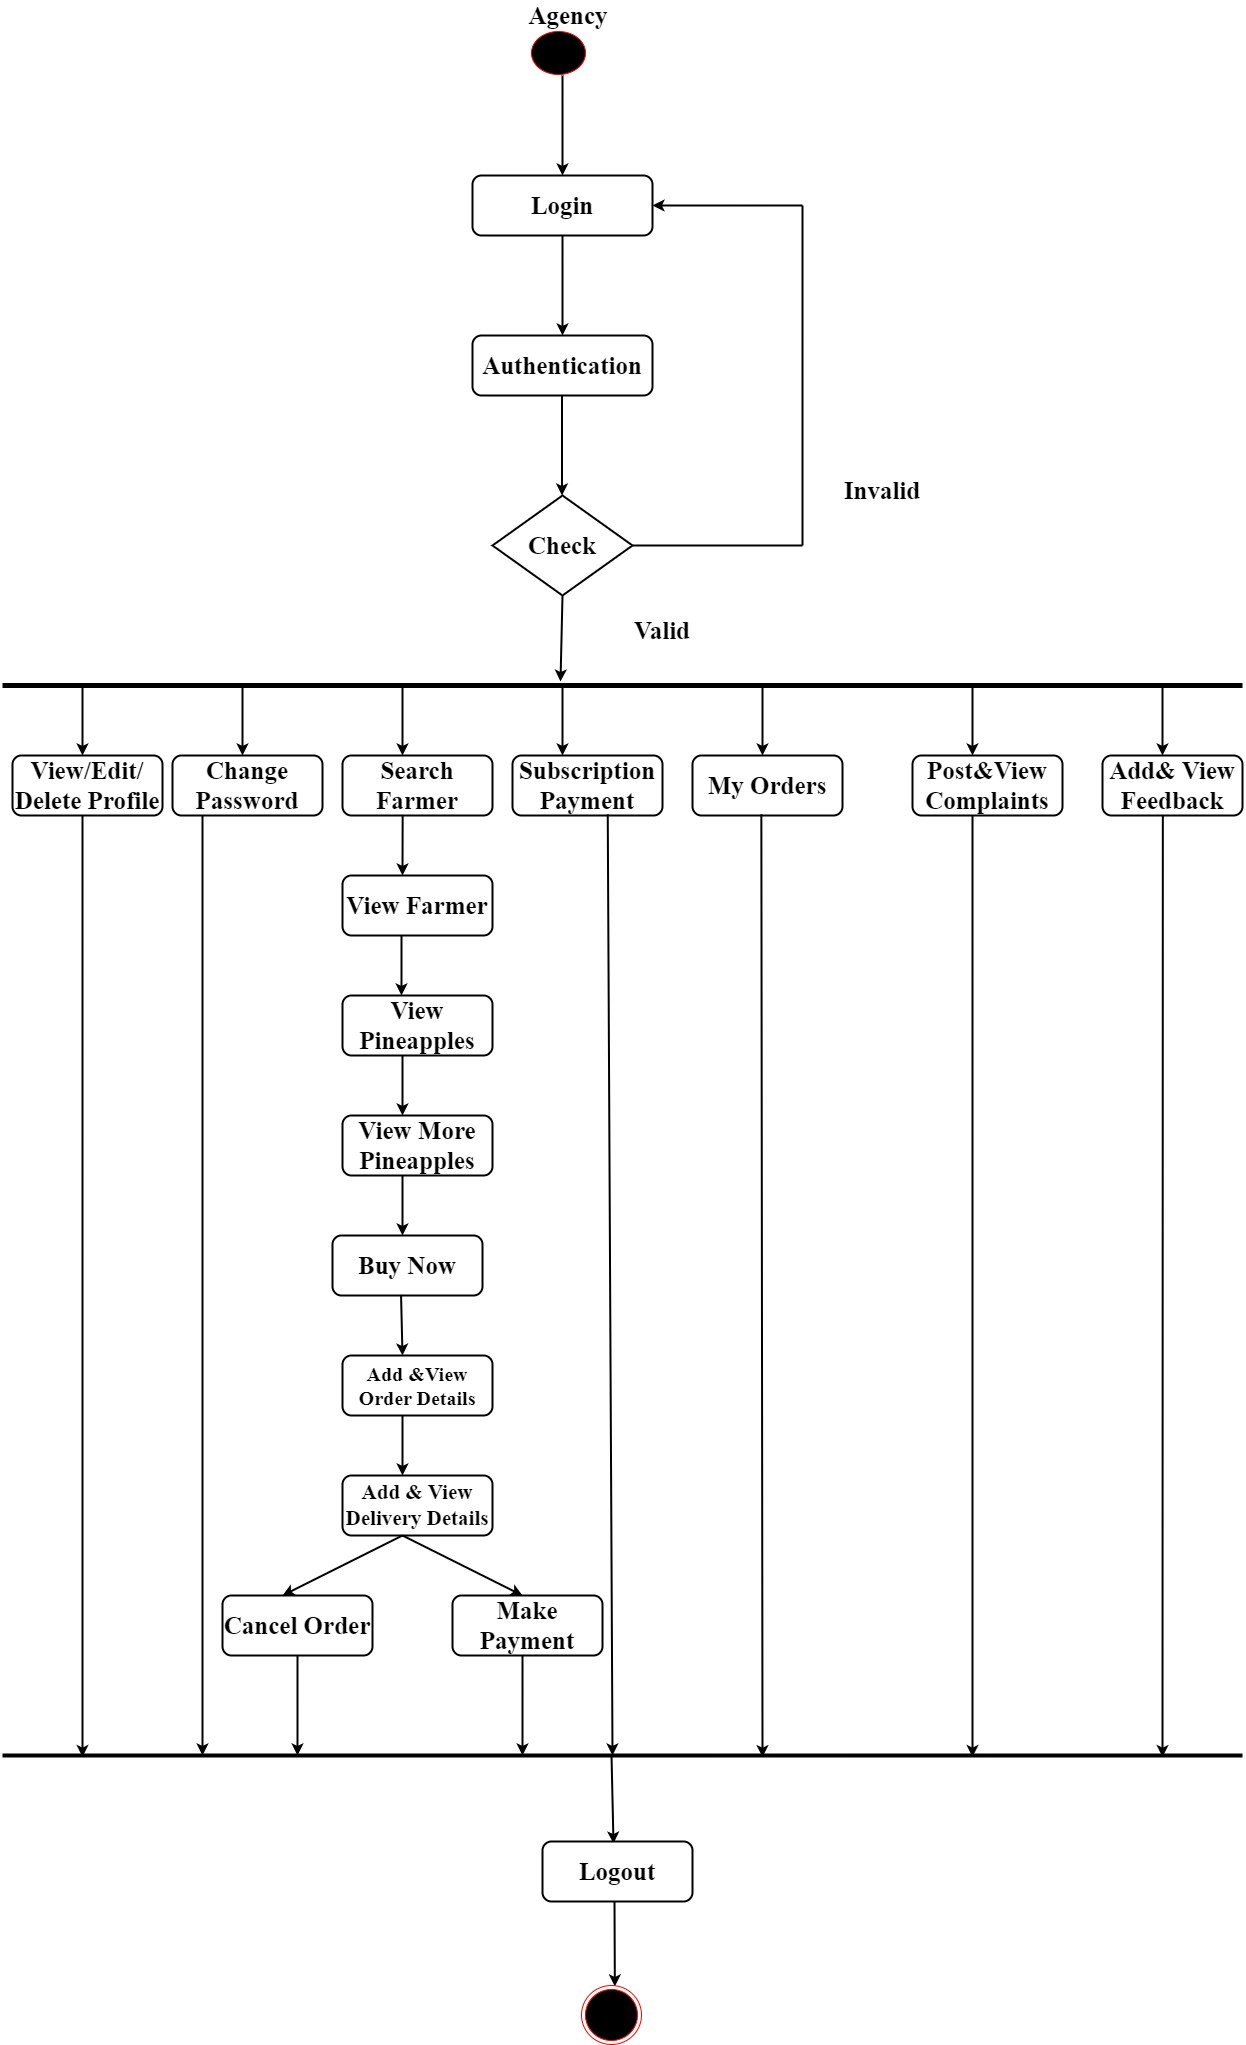 Agency
Login
Authentication
Invalid
Check
Valid
View/Edit/
Delete Profile
Change
Password
Search
Farmer
Subscription
Payment
My Orders
Post&View
Complaints
Add& View
Feedback
View Farmer
View
Pineapples
View More
Pineapples
Buy Now
Add &View
Order Details
Add & View
Delivery Details
Cancel Order
Make
Payment
Logout